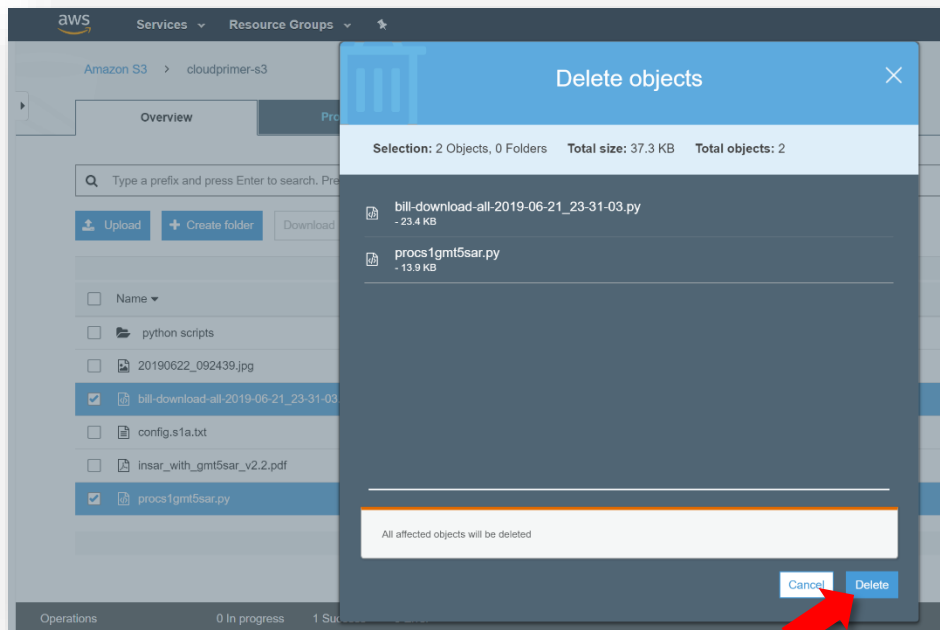 aws Services Resource Groups
Amazon S3 > cloudprimer-s3
Overview
Pro
Type a prefix and press Enter to search. Pre
Upload Create folder Download
Name
python scripts
20190622_092439.jpg
bill-download-all-2019-06-21_23-31-03
config.s1a.txt
insar_with_gmt5sar_v2.2.pdf
procs1gmt5sar.py
Operations 0 In progress 1 Success
Delete objects
Selection: 2 Objects, 0 Folders Total size: 37.3 KB Total objects: 2
bill-download-all-2019-06-21_23-31-03.py
- 23.4 KB
procs1gmt5sar.py
- 13.9 KB
All affected objects will be deleted
Cancel Delete